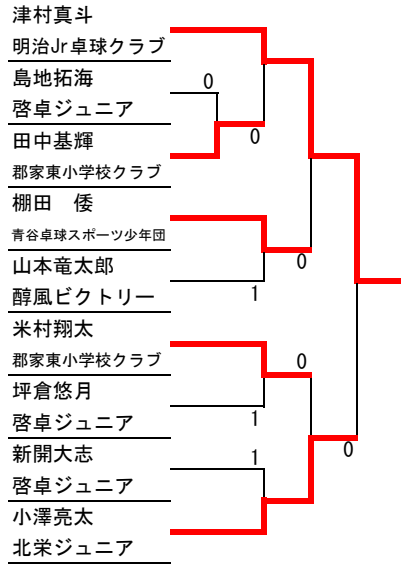 津村真斗
明治Jr卓球クラブ
島地拓海
0
啓卓ジュニア
田中基輝
0
郡家東小学校クラブ
棚田　倭
青谷卓球スポーツ少年団
0
山本竜太郎
醇風ビクトリー
1
米村翔太
郡家東小学校クラブ
0
坪倉悠月
啓卓ジュニア
1
新開大志
1
0
啓卓ジュニア
小澤亮太
北栄ジュニア